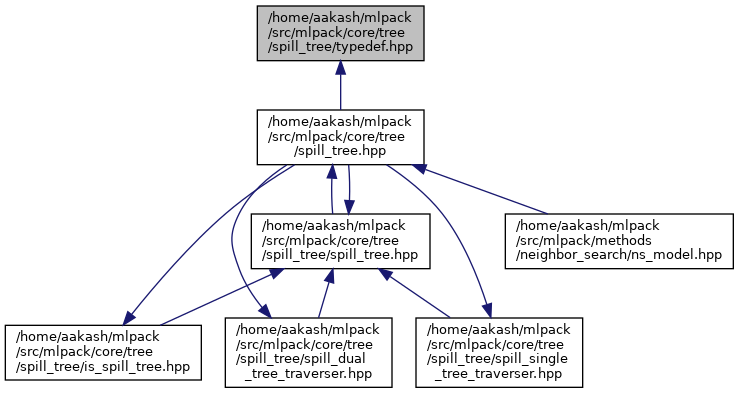 /home/aakash/mlpack
/src/mlpack/core/tree
/spill_tree/typedef.hpp
/home/aakash/mlpack
/src/mlpack/core/tree
/spill_tree.hpp
/home/aakash/mlpack
/src/mlpack/core/tree
/spill_tree/spill_tree.hpp
/home/aakash/mlpack
/src/mlpack/methods
/neighbor_search/ns_model.hpp
/home/aakash/mlpack
/src/mlpack/core/tree
/spill_tree/is_spill_tree.hpp
/home/aakash/mlpack
/src/mlpack/core/tree
/spill_tree/spill_dual
_tree_traverser.hpp
/home/aakash/mlpack
/src/mlpack/core/tree
/spill_tree/spill_single
_tree_traverser.hpp